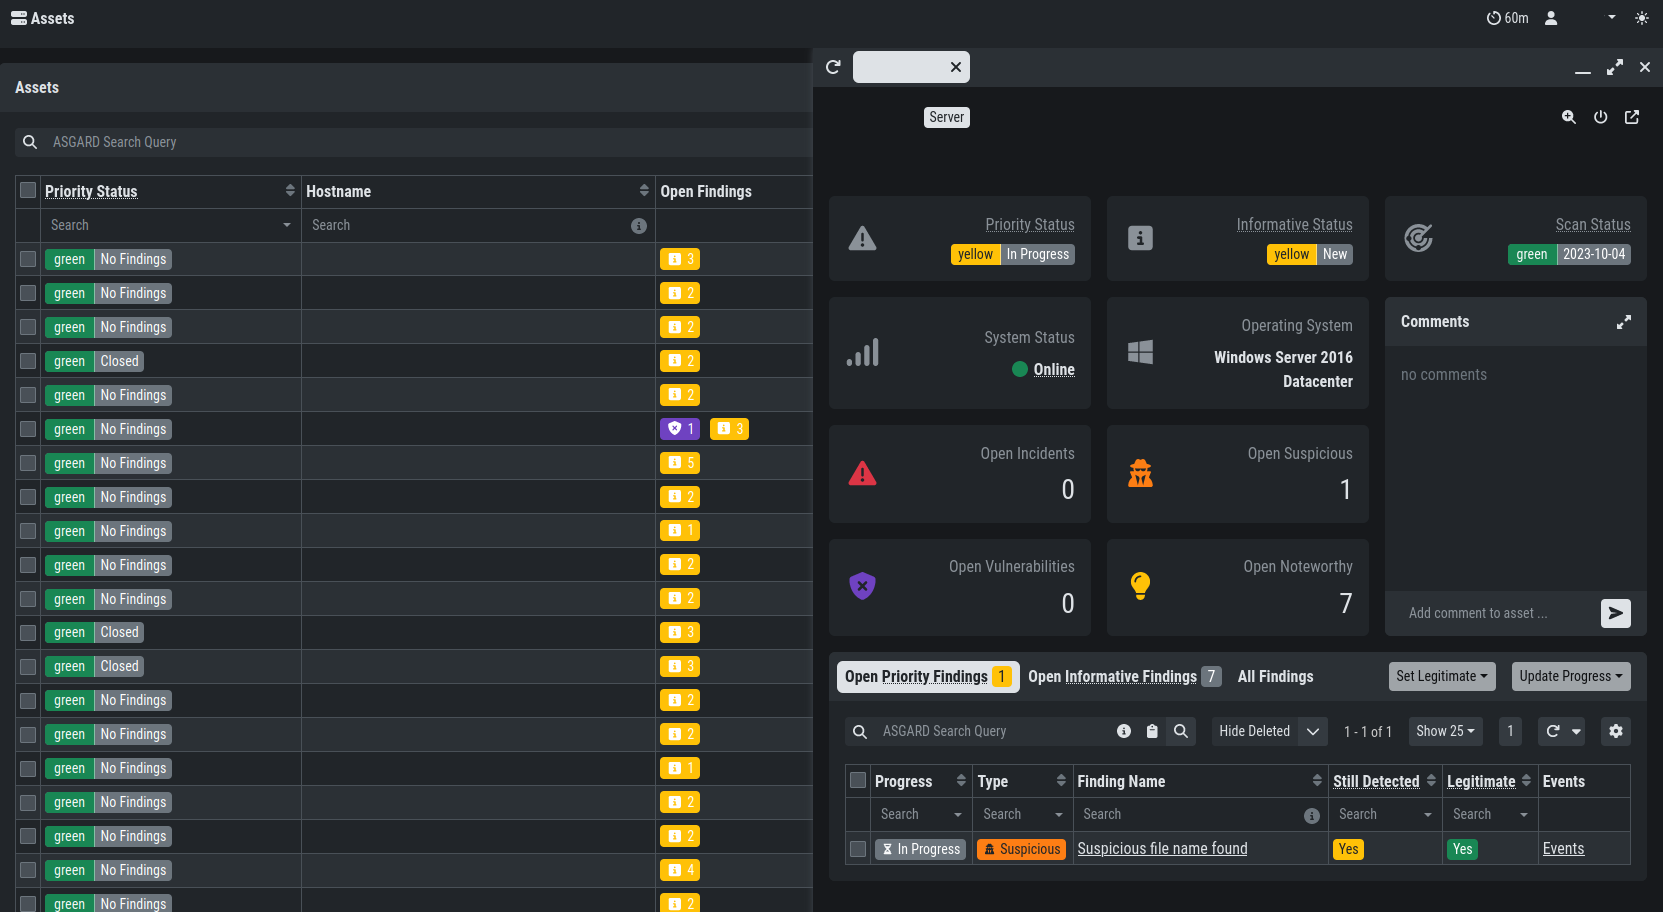 Assets
60m
Assets
ASGARD Search Query
Priority Status Hostname Open Findings
Search Search
green No Findings 3
green No Findings 2
green No Findings 2
green Closed 2
green No Findings 2
green No Findings 1 3
green No Findings 5
green No Findings 2
green No Findings 1
green No Findings 2
green No Findings 2
green Closed 3
green Closed 3
green No Findings 2
green No Findings 2
green No Findings 1
green No Findings 2
green No Findings 2
green No Findings 4
green No Findings 2
Server
Priority Status
yellow In Progress
Informative Status
yellow New
Scan Status
green 2023-10-04
System Status
Online
Operating System
Windows Server 2016
Datacenter
Comments
no comments
Add comment to asset ...
Open Incidents
0
Open Suspicious
1
Open Vulnerabilities
0
Open Noteworthy
7
Open Priority Findings 1 Open Informative Findings 7 All Findings Set Legitimate Update Progress
ASGARD Search Query Hide Deleted 1 - 1 of 1 Show 25 1
Progress Type Finding Name Still Detected Legitimate Events
Search Search Search Search Search
In Progress Suspicious Suspicious file name found Yes Yes Events